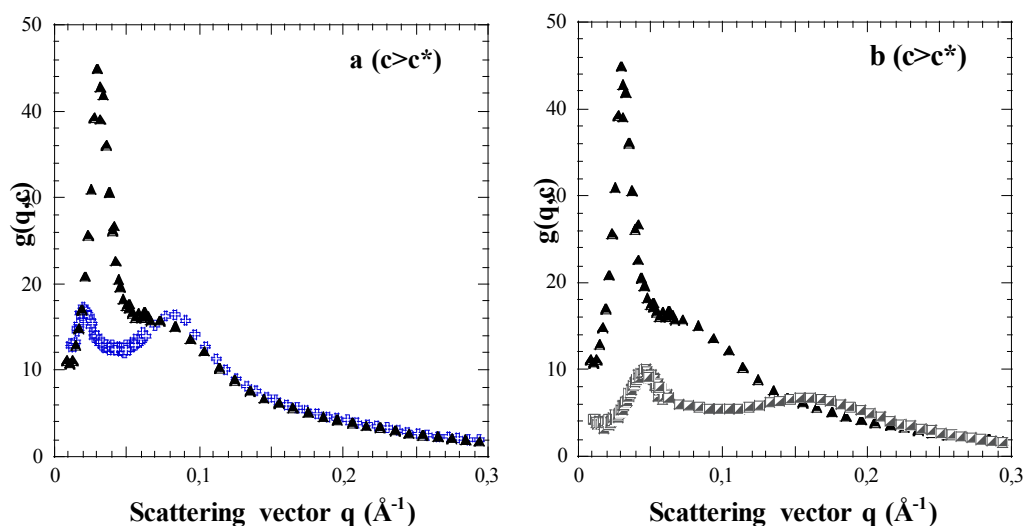 50
a (c>c*)
40
30
g(q,c)
20
10
0
0 0,1 0,2 0,3
Scattering vector q (Å-1)
50
b (c>c*)
40
30
g(q,c)
20
10
0
0 0,1 0,2 0,3
Scattering vector q (Å-1)